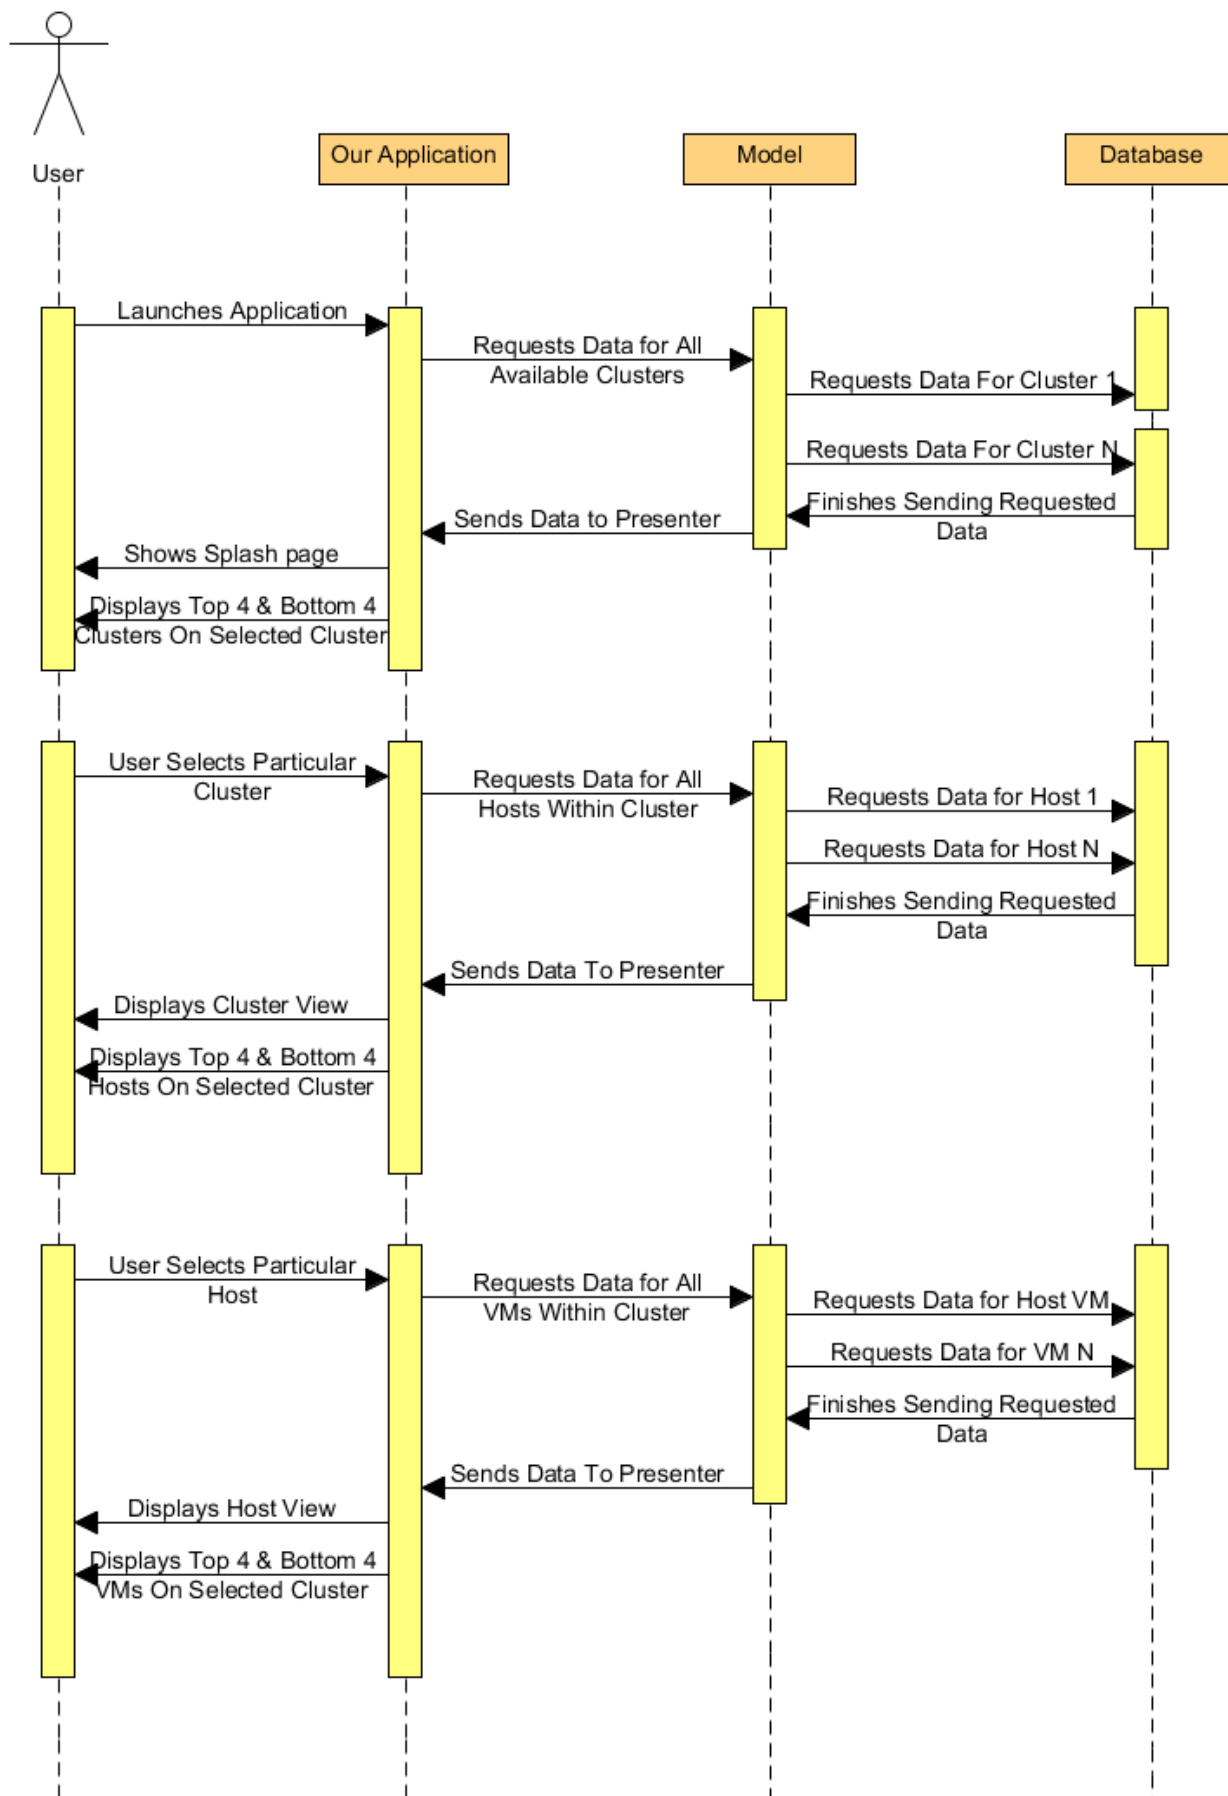 User
Our Application
Model
Database
Launches Application
Requests Data for All
Available Clusters
Requests Data For Cluster 1
Requests Data For Cluster N
Finishes Sending Requested
Data
Sends Data to Presenter
Shows Splash page
Displays Top 4 & Bottom 4
Clusters On Selected Cluster
User Selects Particular
Cluster
Requests Data for All
Hosts Within Cluster
Requests Data for Host 1
Requests Data for Host N
Finishes Sending Requested
Data
Sends Data To Presenter
Displays Cluster View
Displays Top 4 & Bottom 4
Hosts On Selected Cluster
User Selects Particular
Host
Requests Data for All
VMs Within Cluster
Requests Data for Host VM
Requests Data for VM N
Finishes Sending Requested
Data
Sends Data To Presenter
Displays Host View
Displays Top 4 & Bottom 4
VMs On Selected Cluster